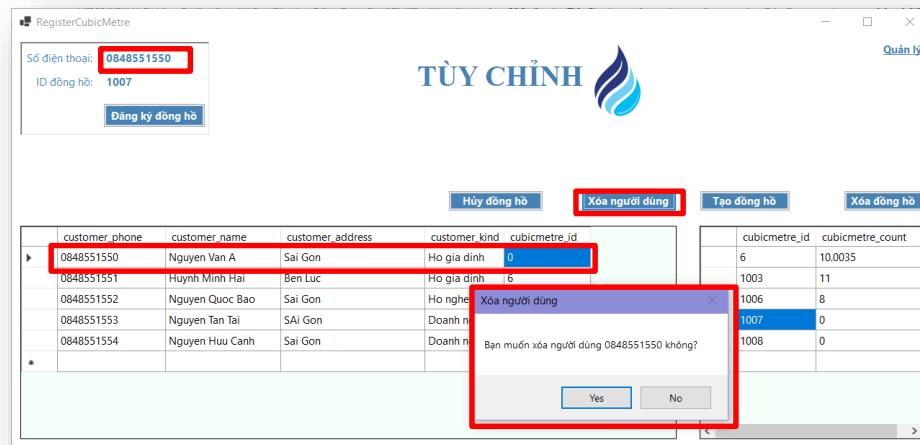 RegisterCubicMetre
Số điện thoại: 0848551550
ID đồng hồ: 1007
Đăng ký đồng hồ
TÙY CHỈNH
Quản lý
Hủy đồng hồ Xóa người dùng Tạo đồng hồ Xóa đồng hồ
customer_phone customer_name customer_address customer_kind cubicmetre_id
0848551550 Nguyen Van A Sai Gon Ho gia dinh 0
0848551551 Huynh Minh Hai Ben Luc Ho gia dinh 6
0848551552 Nguyen Quoc Bao Sai Gon Ho nghe
0848551553 Nguyen Tan Tai SAi Gon Doanh n
0848551554 Nguyen Huu Canh Sai Gon Doanh n
cubicmetre_id cubicmetre_count
6 10.0035
1003 11
1006 8
1007 0
1008 0
Xóa người dùng
Bạn muốn xóa người dùng 0848551550 không?
Yes No